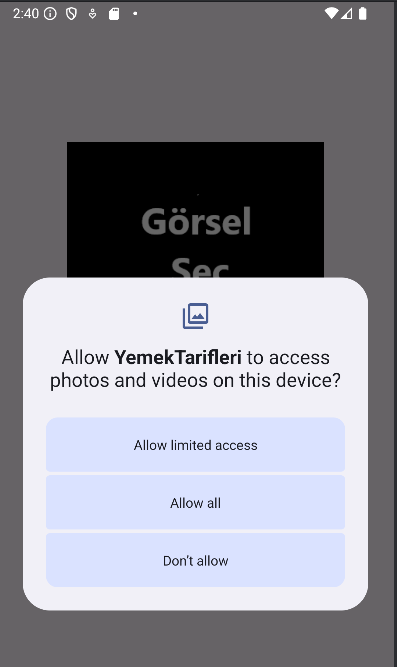 2:40
Görsel
Seç
Allow YemekTarifleri to access
photos and videos on this device?
Allow limited access
Allow all
Don't allow